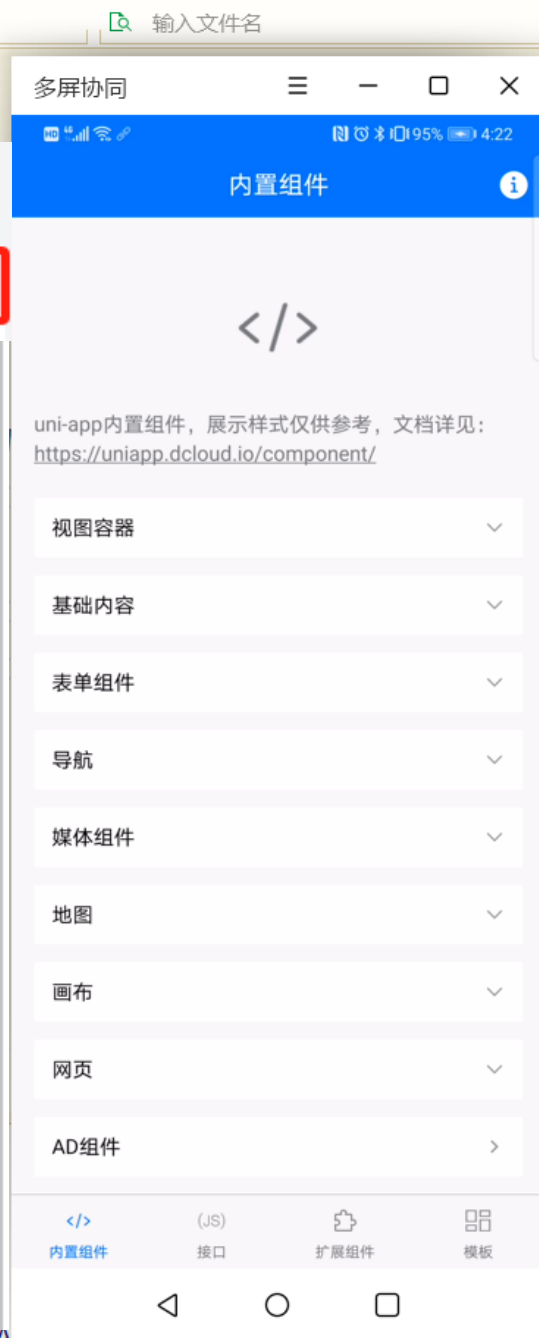 输入文件名
多屏协同
HD 4G 95% 4:22
内置组件
</>
uni-app内置组件，展示样式仅供参考，文档详见：
https://uniapp.dcloud.io/component/
视图容器
基础内容
表单组件
导航
媒体组件
地图
画布
网页
AD组件
</> (JS)
内置组件 接口 扩展组件 模板